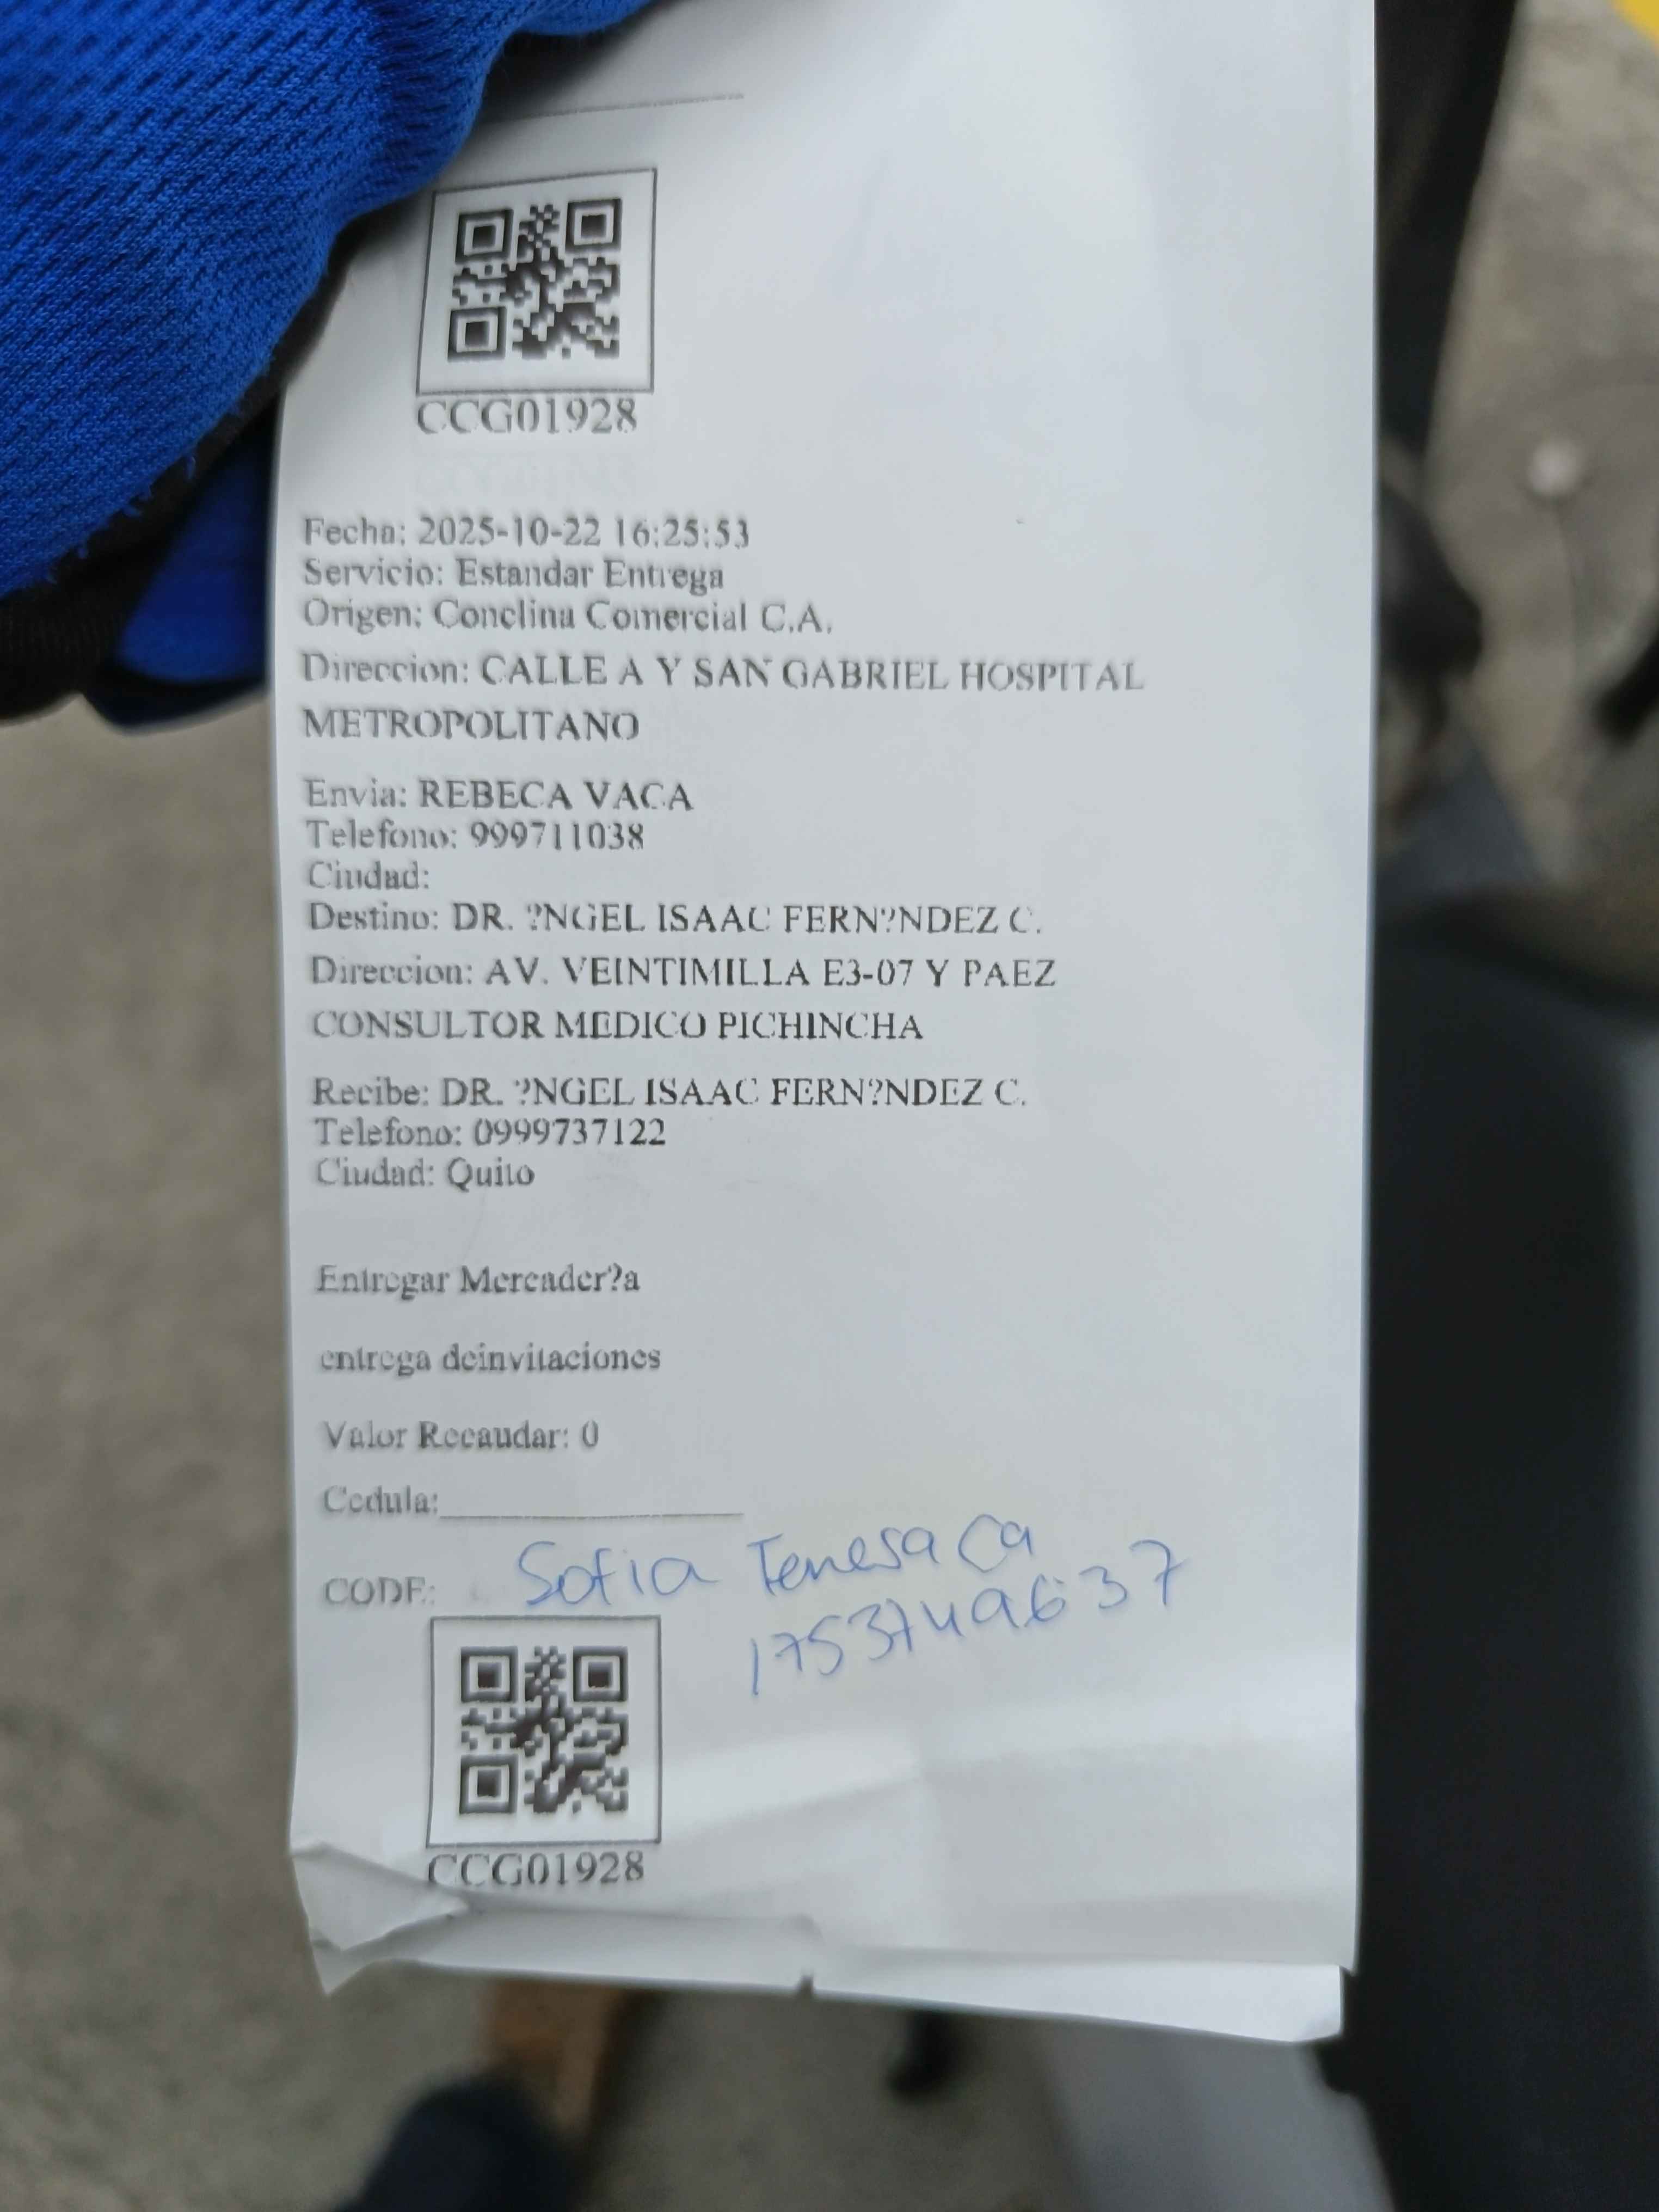 CCG01928
Fecha: 2025-10-22 16:25:53
Servicio: Estandar Entrega
Origen: Conclina Comercial C.A.
Direccion: CALLE A Y SAN GABRIEL HOSPITAL
METROPOLITANO
Envia: REBECA VACA
Telefono: 999711038
Ciudad:
Destino: DR. ?NGEL ISAAC FERN?NDEZ C.
Direccion: AV. VEINTIMILLA E3-07 Y PAEZ
CONSULTOR MEDICO PICHINCHA
Recibe: DR. ?NGEL ISAAC FERN?NDEZ C.
Telefono: 0999737122
Ciudad: Quito
Entregar Mercader?a
entrega deinvitaciones
Valor Recaudar: 0
Cedula:
Sofia Tenesaca
CODE:
1753749637
CCG01928